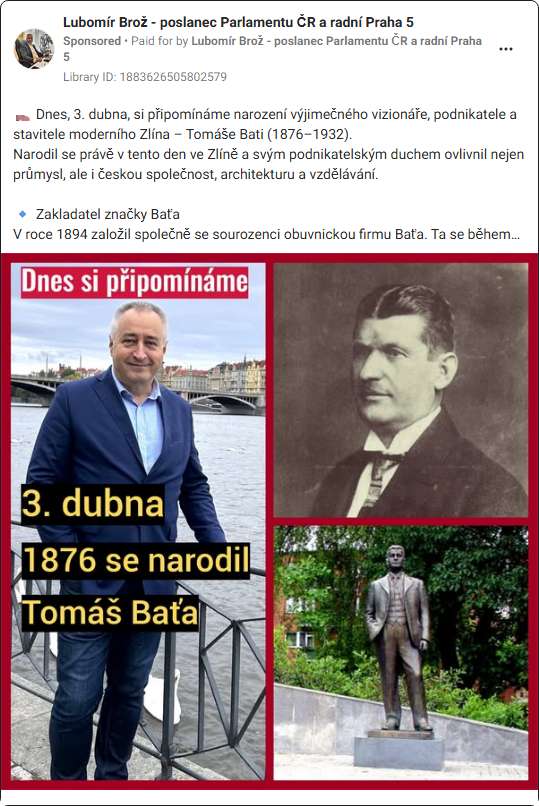 Lubomír Brož - poslanec Parlamentu ČR a radní Praha 5
Sponsored • Paid for by Lubomír Brož - poslanec Parlamentu ČR a radní Praha
5
Library ID: 1883626505802579
Dnes, 3. dubna, si připomínáme narození výjimečného vizionáře, podnikatele a
stavitele moderního Zlína – Tomáše Bati (1876–1932).
Narodil se právě v tento den ve Zlíně a svým podnikatelským duchem ovlivnil nejen
průmysl, ale i českou společnost, architekturu a vzdělávání.
🔹 Zakladatel značky Baťa
V roce 1894 založil společně se sourozenci obuvnickou firmu Baťa. Ta se během…
Dnes si připomínáme
3. dubna
1876 se narodil
Tomáš Baťa